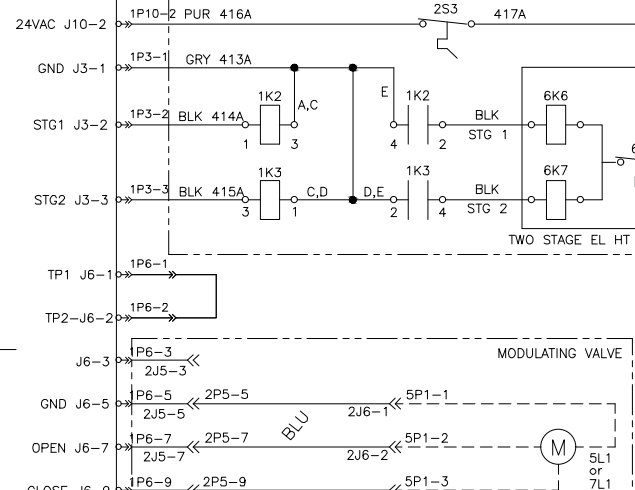 24VAC J10-2 1P10-2 PUR 416A 2S3 417A
GND J3-1 1P3-1 GRY 413A
1K2 A,C E 1K2 6K6
STG1 J3-2 1P3-2 BLK 414A BLK
1 3 4 2 STG 1
1K3 1K3 6K7
STG2 J3-3 1P3-3 BLK 415A C,D D,E BLK
3 1 2 4 STG 2
TWO STAGE EL HT
TP1 J6-1 1P6-1
TP2-J6-2 1P6-2
MODULATING VALVE
J6-3 1P6-3
2J5-3
GND J6-5 1P6-5 2P5-5 5P1-1
2J5-5 2J6-1
BLU
OPEN J6-7 1P6-7 2P5-7 5P1-2 M
2J5-7 2J6-2 5L1
or
7L1
1P6-9 2P5-9 5P1-3